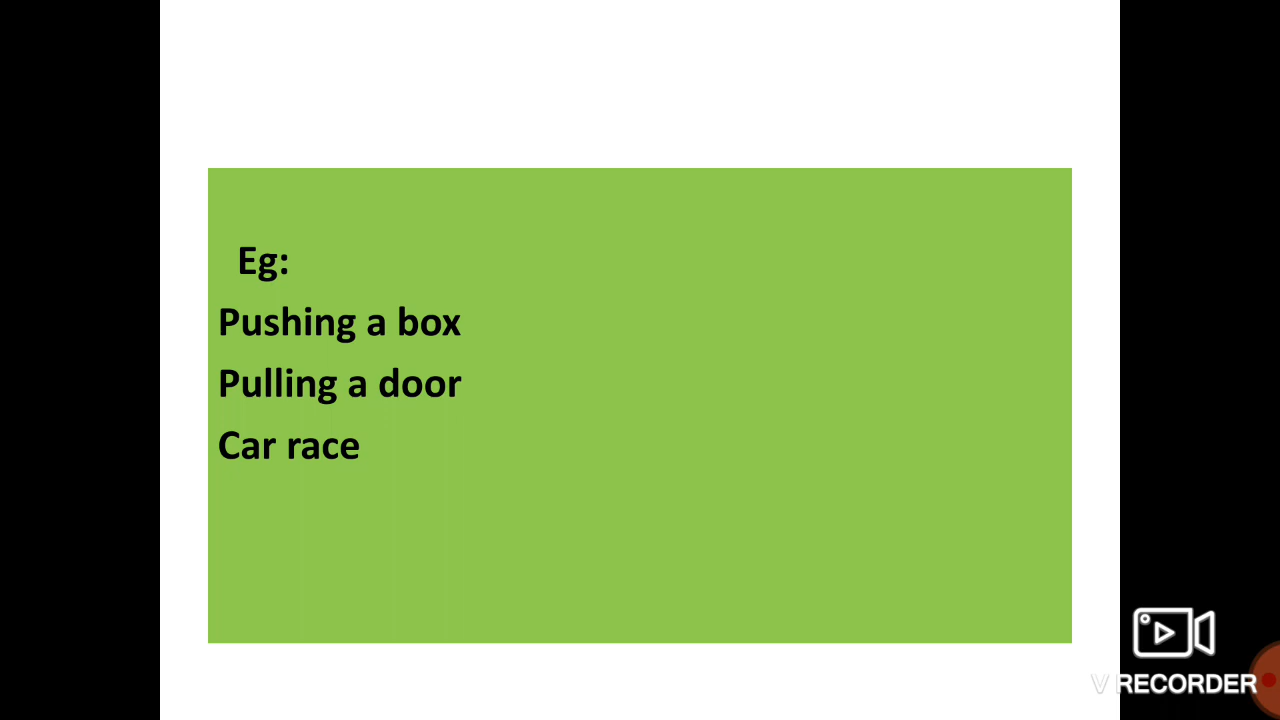 Eg:
Pushing a box
Pulling a door
Car race
V RECORDER